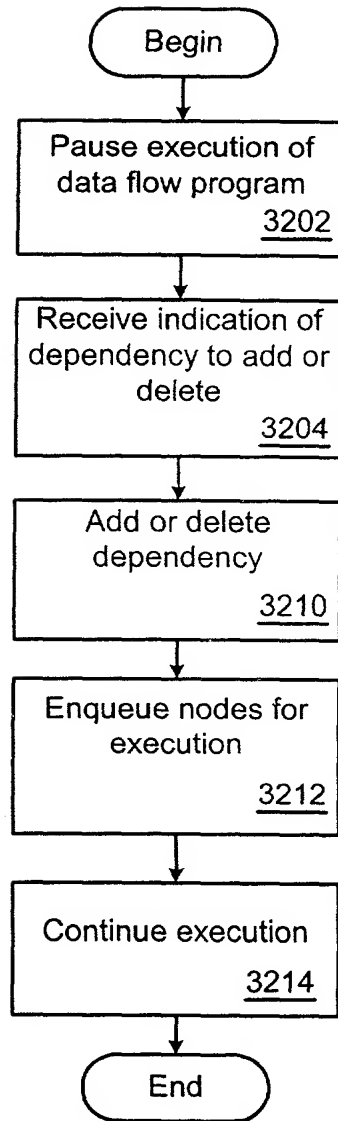 Begin
Pause execution of
data flow program
3202
Receive indication of
dependency to add or
delete
3204
Add or delete
dependency
3210
Enqueue nodes for
execution
3212
Continue execution
3214
End